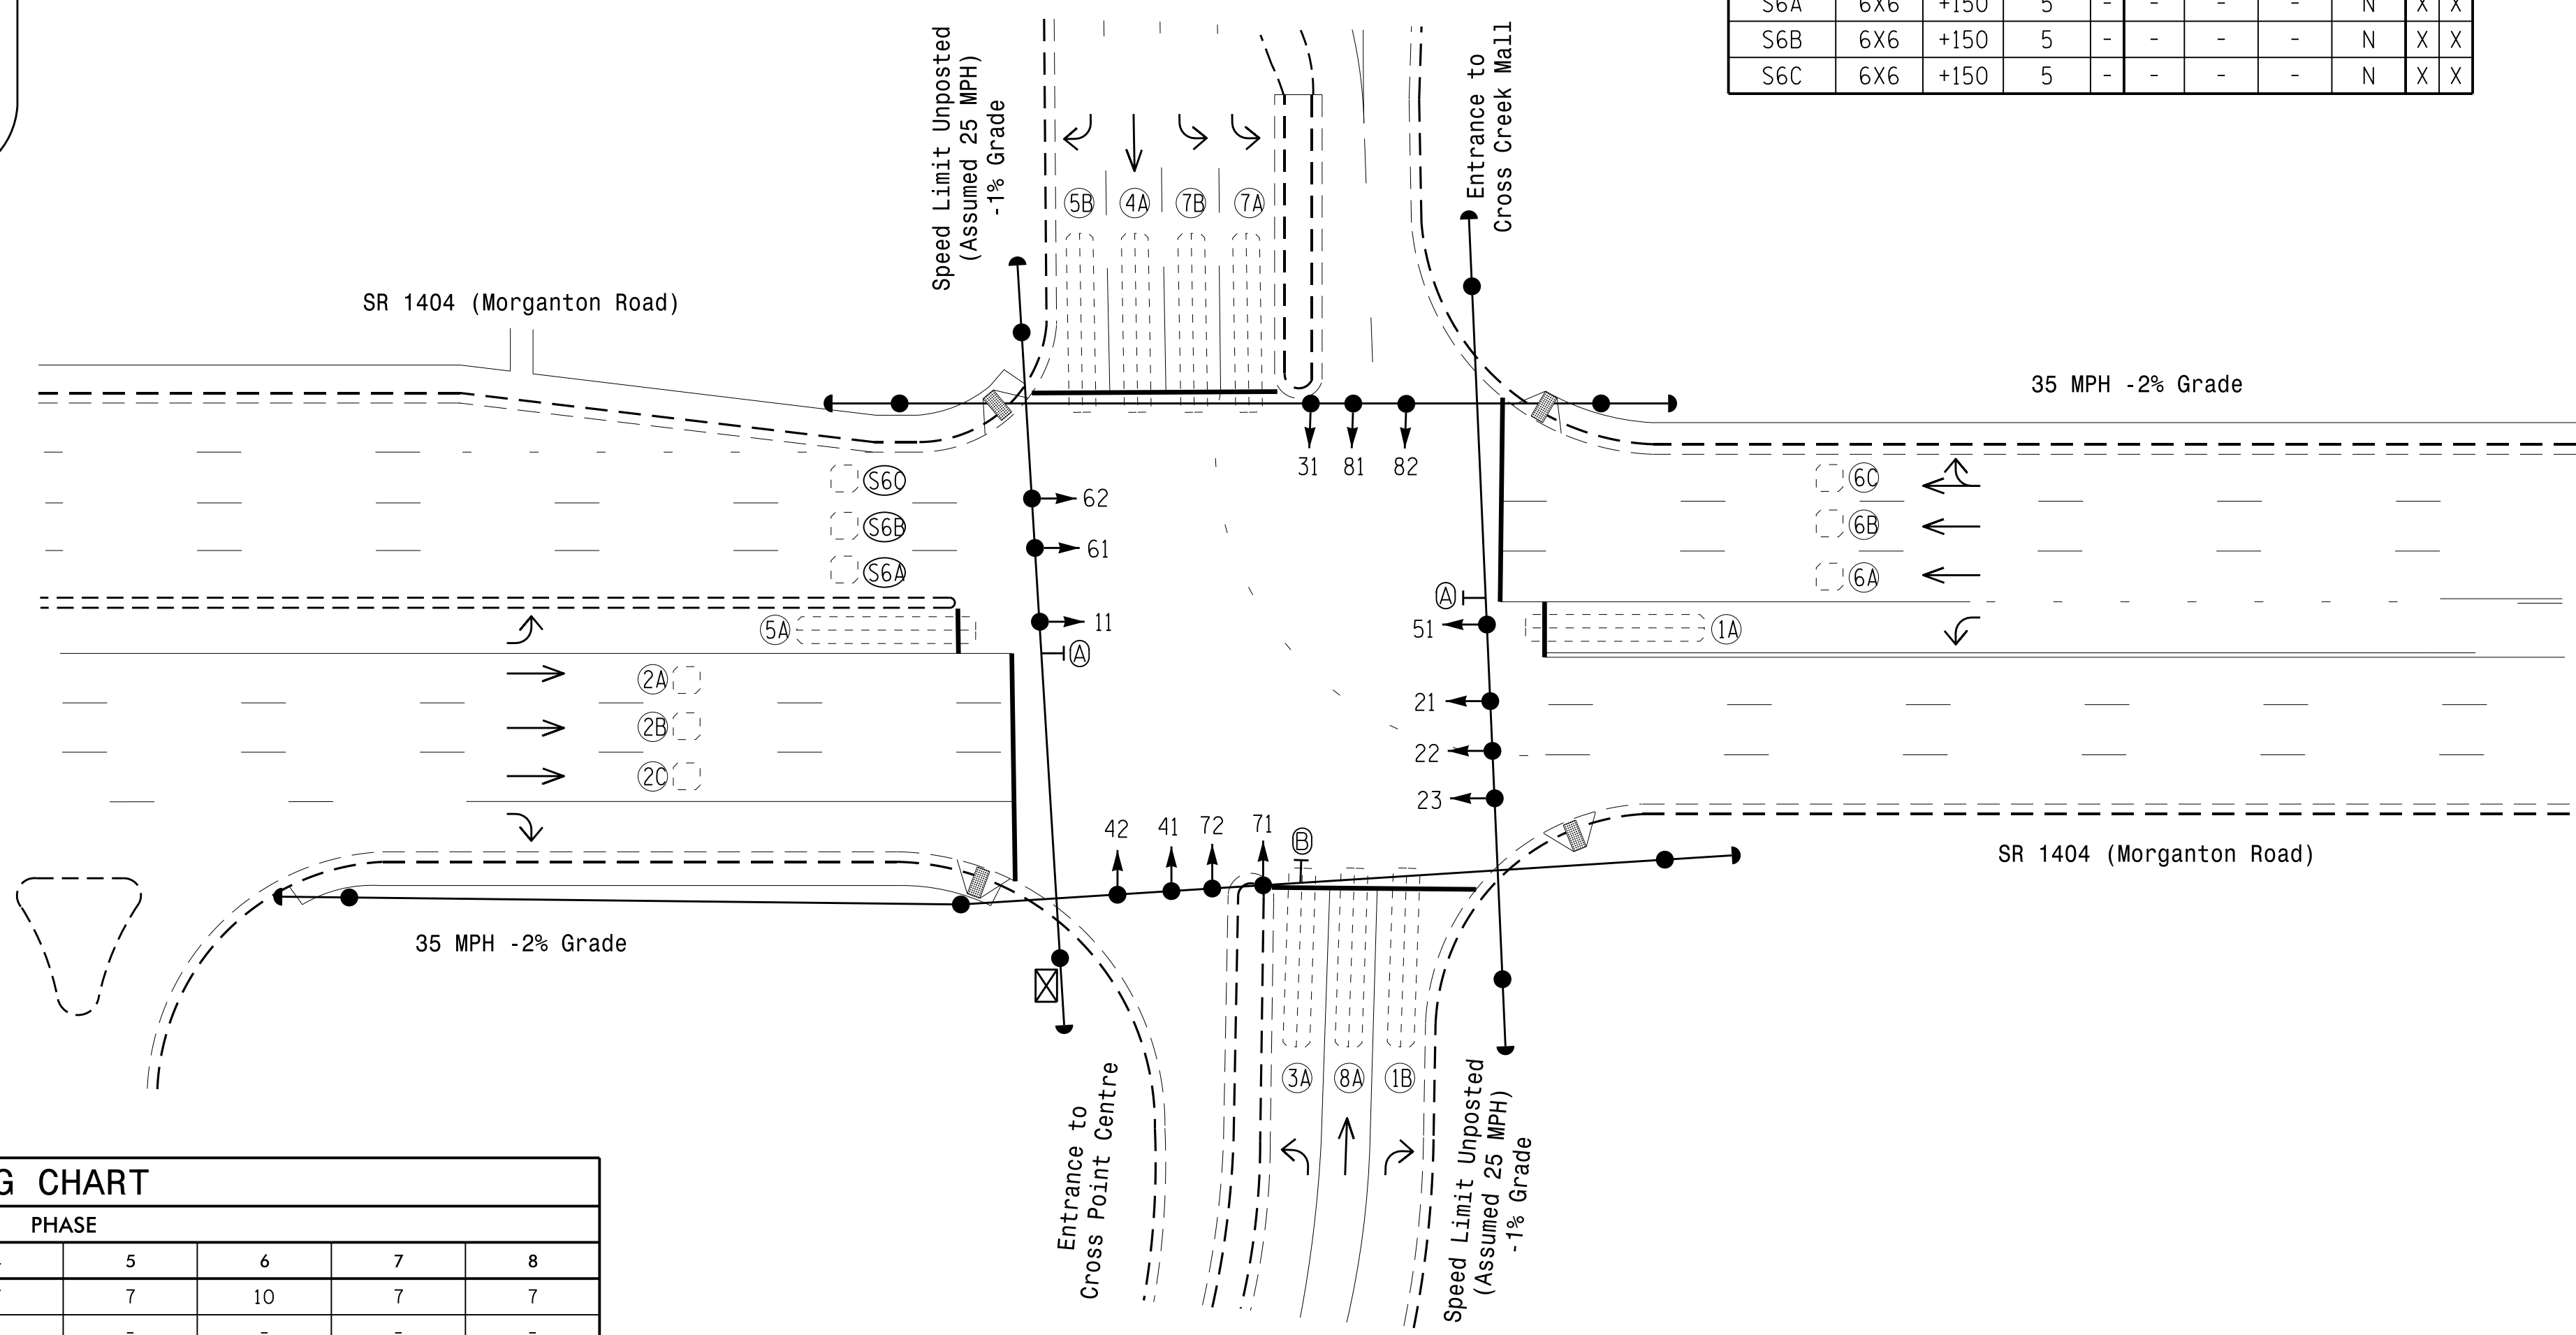 S6A 6X6 +150 5 - - - - N X X
S6B 6X6 +150 5 - - - - N X X
S6C 6X6 +150 5 - - - - N X X
Speed Limit Unposted
(Assumed 25 MPH)
-1% Grade
Entrance to
Cross Creek Mall
5B 4A 7B 7A
SR 1404 (Morganton Road)
35 MPH -2% Grade
31 81 82
S6C
S6B
S6A
62
61
11
A
5A
2A
2B
2C
6C
6B
6A
A
51
1A
21
22
23
42 41 72 71 B
SR 1404 (Morganton Road)
35 MPH -2% Grade
3A 8A 1B
Entrance to
Cross Point Centre
Speed Limit Unposted
(Assumed 25 MPH)
-1% Grade
CHART
PHASE
5 6 7 8
7 10 7 7
- - - -